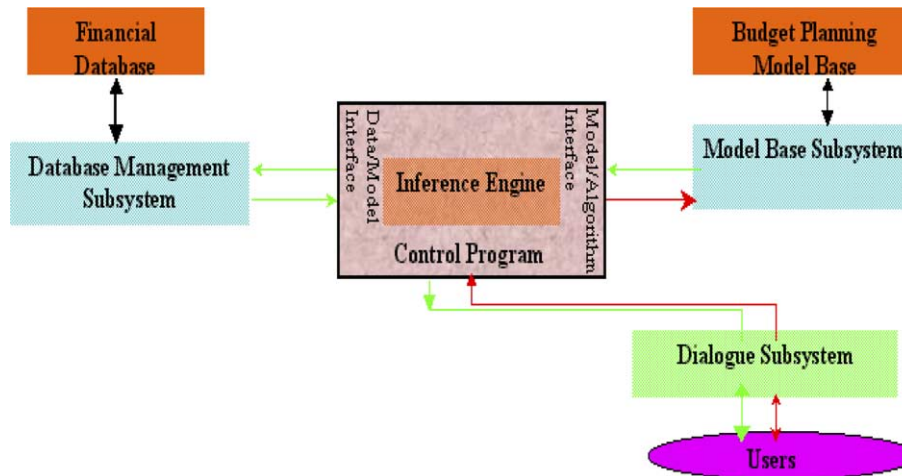 Financial
Database
Budget Planning
Model Base
Database Management
Subsystem
Data/Model
Interface
Inference Engine
Control Program
Model/Algorithm
Interface
Model Base Subsystem
Dialogue Subsystem
Users